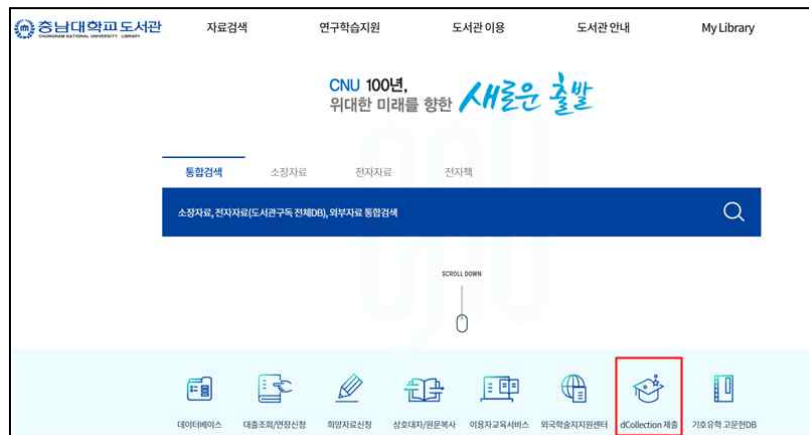 충남대학교도서관
CHUNGNAM NATIONAL UNIVERSITY LIBRARY
자료검색 연구학습지원 도서관 이용 도서관 안내 My Library
CNU 100년,
위대한 미래를 향한 새로운 출발
통합검색 소장자료 전자자료 전자책
소장자료, 전자자료(도서관구독 전체DB), 외부자료 통합검색
SCROLL DOWN
데이터베이스 대출조회/연장신청 희망자료신청 상호대차/원문복사 이용자교육서비스 외국학술지지원센터 dCollection 제출 기호유학 고문헌DB